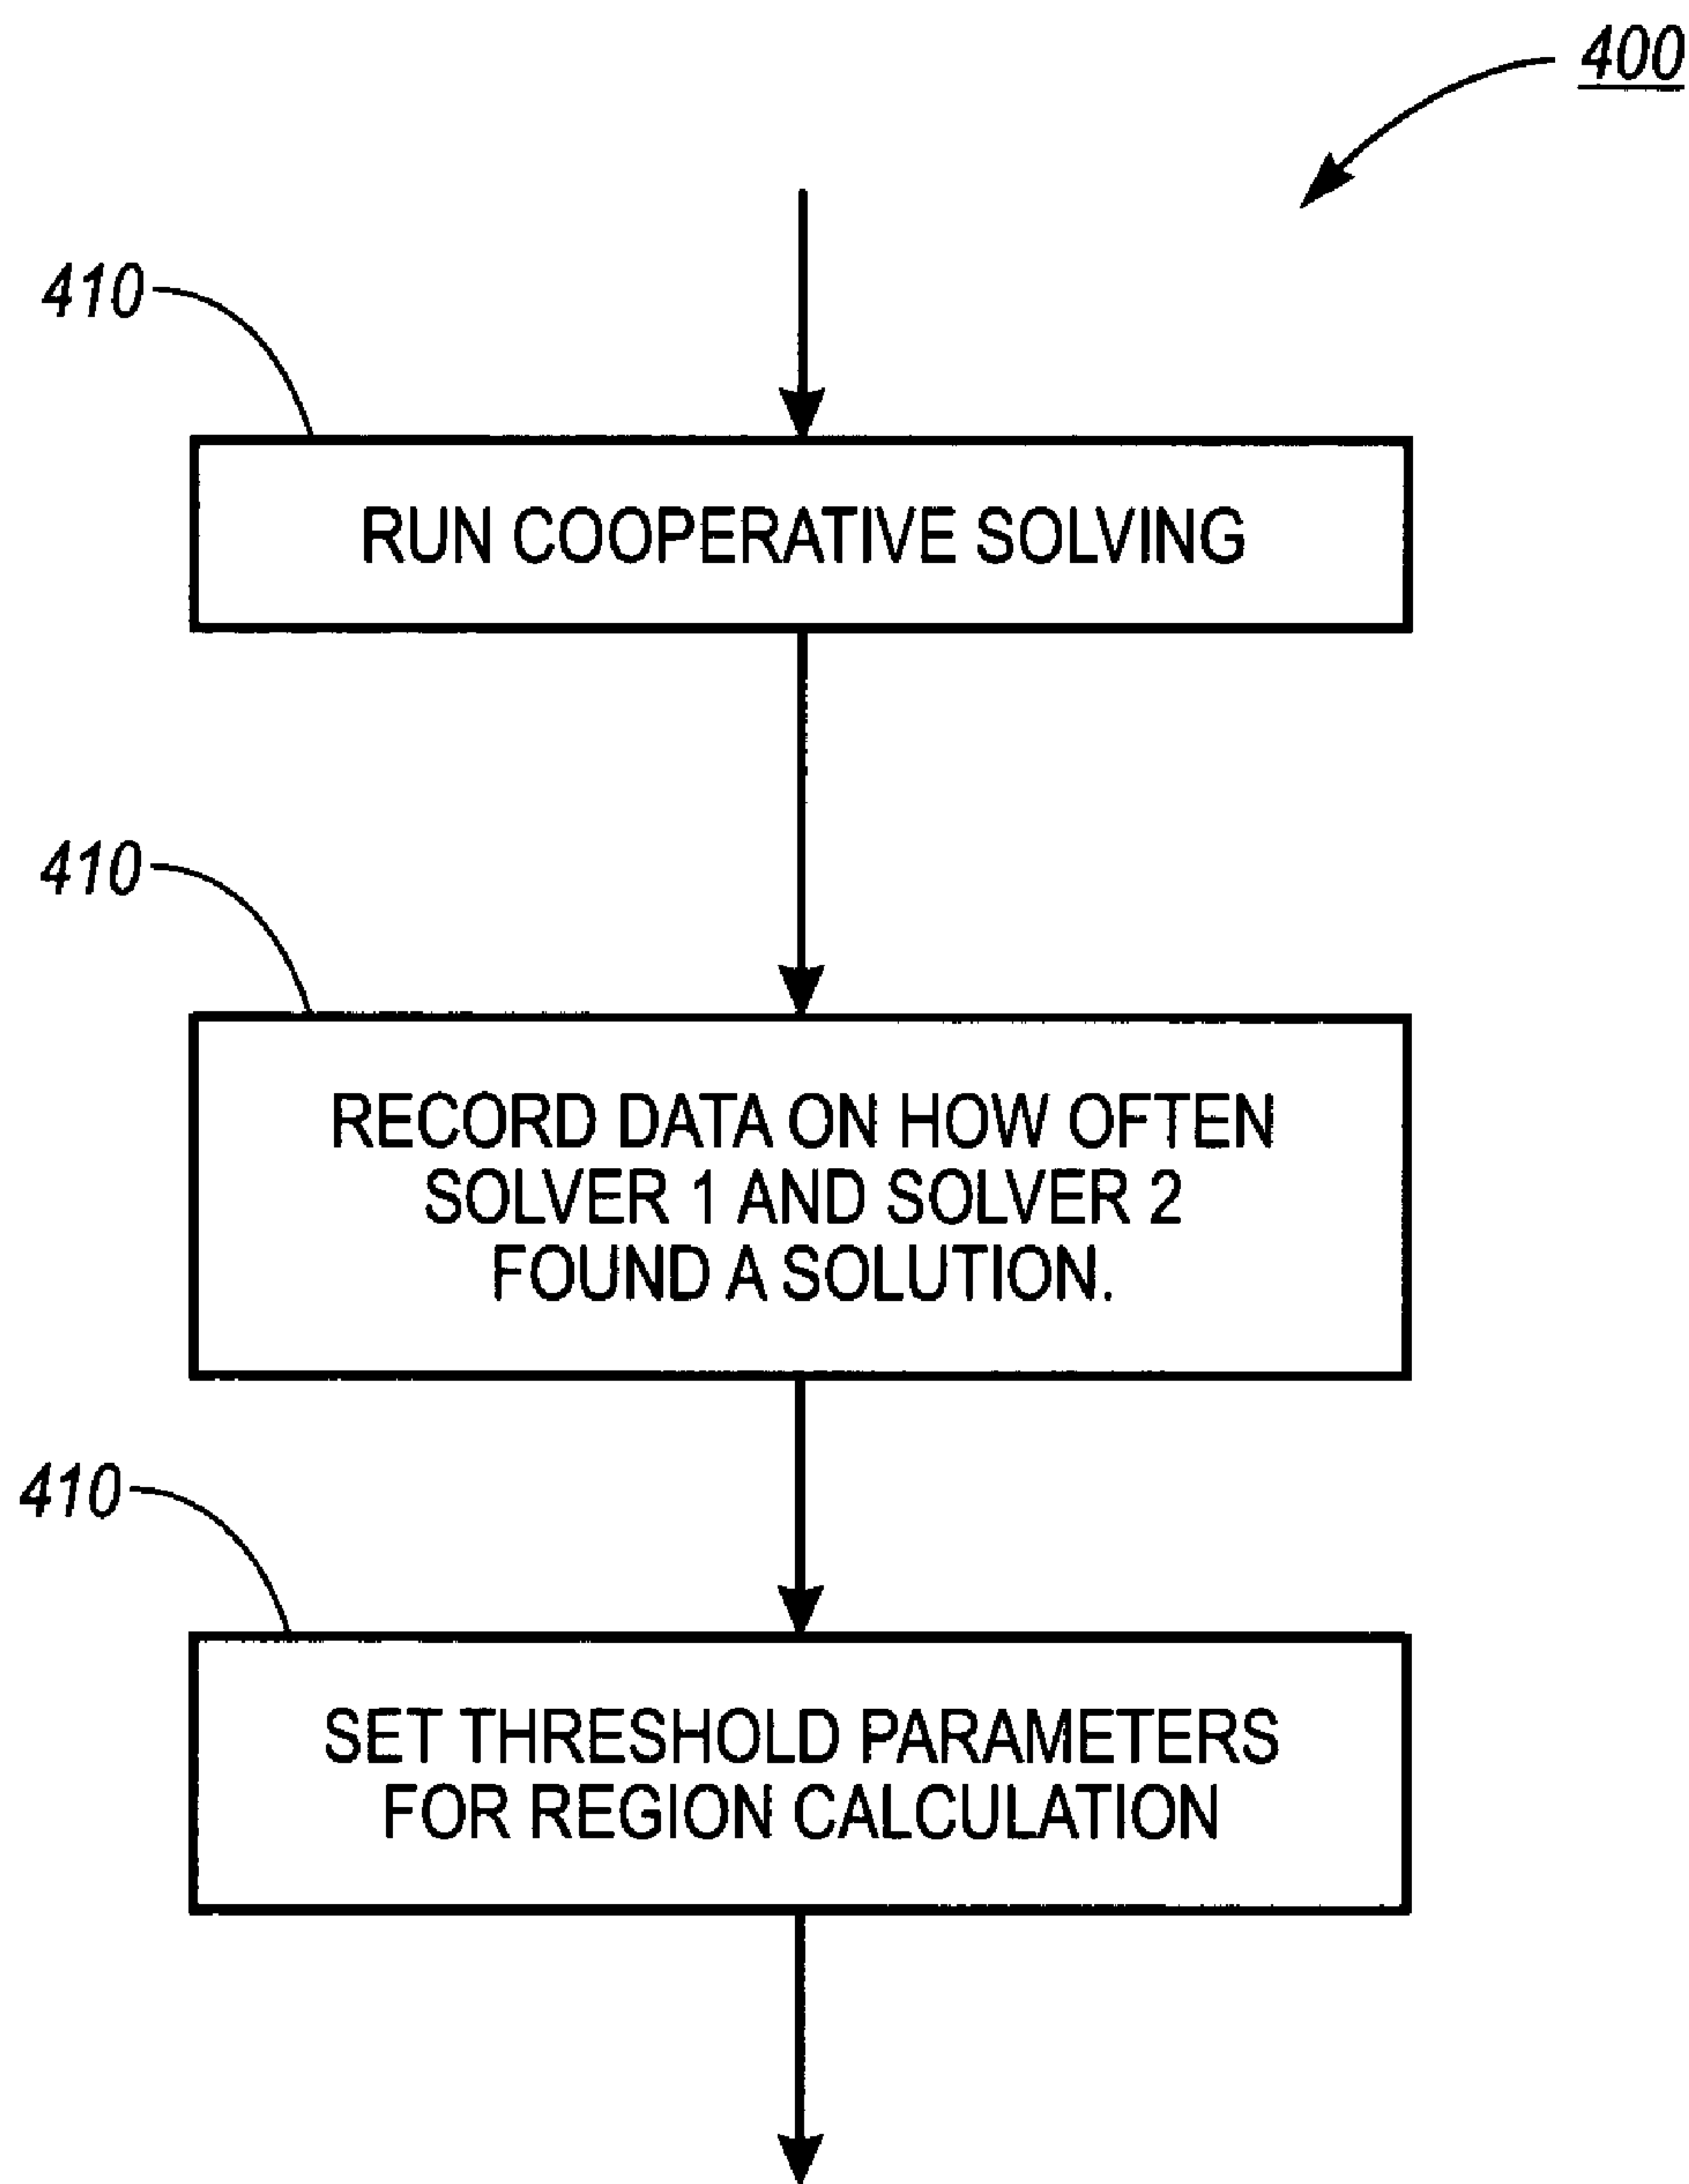 400
410
RUN COOPERATIVE SOLVING
410
RECORD DATA ON HOW OFTEN
SOLVER 1 AND SOLVER 2
FOUND A SOLUTION.
410
SET THRESHOLD PARAMETERS
FOR REGION CALCULATION